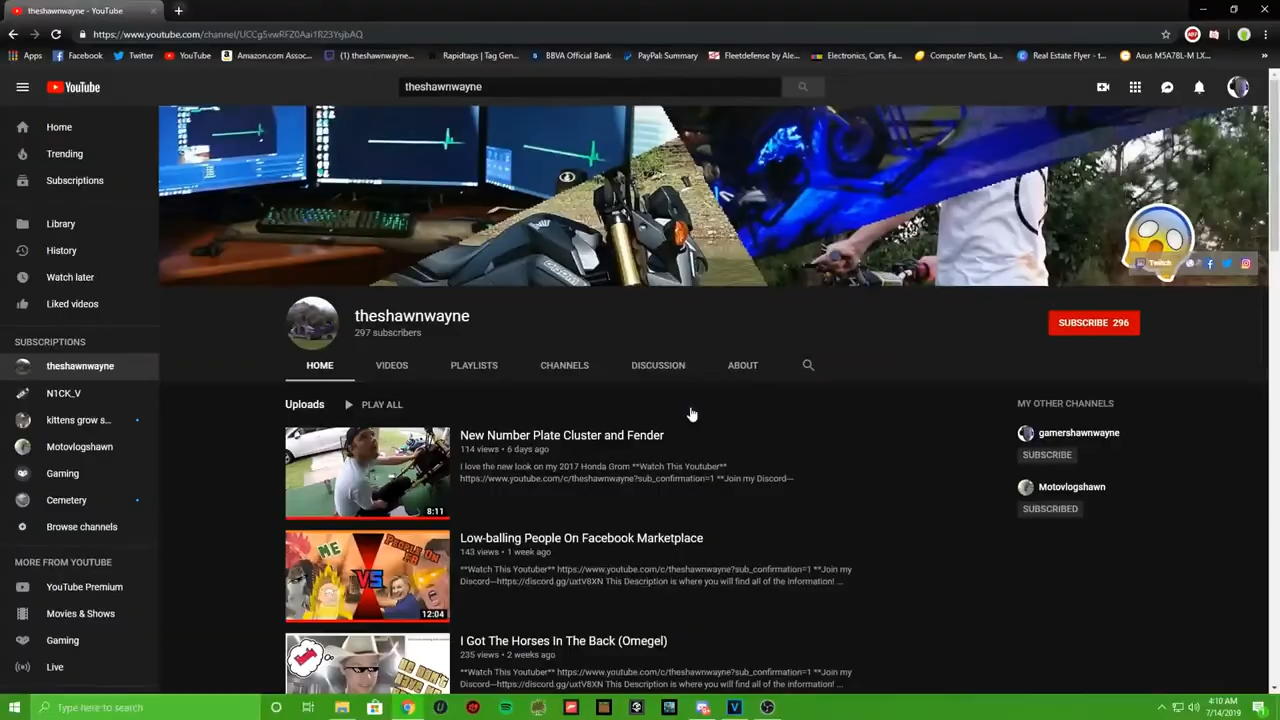 theshawnwayne - YouTube
https://www.youtube.com/channel/UCCg5vwRFZ0Aai1R23YsjbAQ
Apps Facebook Twitter YouTube Amazon.com Assoc... (1) theshawnwayne... Rapidtags | Tag Gen... BBVA Official Bank PayPak Summary Fleetdefense by Ale... Electronics, Cars, Fa... Computer Parts, La... Real Estate Flyer - t... Asus M5A78L-M LX...
YouTube theshawnwayne
Home
Trending
Subscriptions
Library
History
Watch later
Liked videos
SUBSCRIPTIONS
theshawnwayne
N1CK_V
kittens grow s...
Motovlogshawn
Gaming
Cemetery
Browse channels
MORE FROM YOUTUBE
YouTube Premium
Movies & Shows
Gaming
Live
Twitch
theshawnwayne
297 subscribers
SUBSCRIBE 296
HOME VIDEOS PLAYLISTS CHANNELS DISCUSSION ABOUT
Uploads PLAY ALL
New Number Plate Cluster and Fender
114 views • 6 days ago
I love the new look on my 2017 Honda Grom **Watch This Youtuber**
https://www.youtube.com/c/theshawnwayne?sub_confirmation=1 **Join my Discord---
8:11
ME
VS
PEOPLE ON FB
12:04
Low-balling People On Facebook Marketplace
143 views • 1 week ago
**Watch This Youtuber** https://www.youtube.com/c/theshawnwayne?sub_confirmation=1 **Join my
Discord---https://discord.gg/uxtV8XN This Description is where you will find all of the information! ...
I Got The Horses In The Back (Omegel)
235 views • 2 weeks ago
**Watch This Youtuber** https://www.youtube.com/c/theshawnwayne?sub_confirmation=1 **Join my
Discord---https://discord.gg/uxtV8XN This Description is where you will find all of the information! ...
MY OTHER CHANNELS
gamershawnwayne
SUBSCRIBE
Motovlogshawn
SUBSCRIBED
Type here to search
4:10 AM
7/14/2019